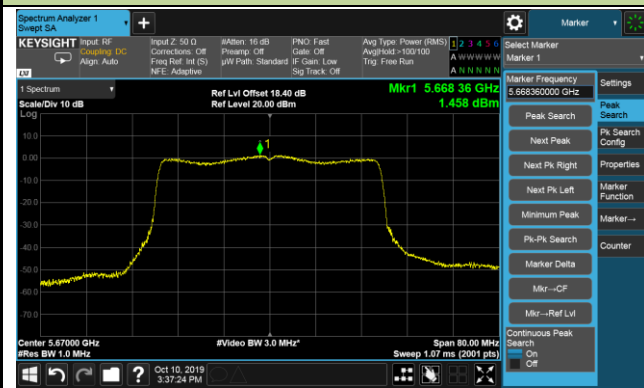 Spectrum Analyzer 1
Swept SA
+
Marker
KEYSIGHT
Input: RF
Coupling: DC
Align: Auto
Input Z: 50 Ω
Corrections: Off
Freq Ref: Int (S)
NFE: Adaptive
#Atten: 16 dB
Preamp: Off
µW Path: Standard
PNO: Fast
Gate: Off
IF Gain: Low
Sig Track: Off
Avg Type: Power (RMS)
Avg|Hold:>100/100
Trig: Free Run
1 2 3 4 5 6
A W W W W W
A N N N N N
LXI
Select Marker
Marker 1
1 Spectrum
Scale/Div 10 dB
Log
Ref Lvl Offset 18.40 dB
Ref Level 20.00 dBm
Mkr1 5.668 36 GHz
1.458 dBm
1
10.0
0.00
-10.0
-20.0
-30.0
-40.0
-50.0
-60.0
-70.0
Center 5.67000 GHz
#Res BW 1.0 MHz
#Video BW 3.0 MHz*
Span 80.00 MHz
Sweep 1.07 ms (2001 pts)
Marker Frequency
5.668360000 GHz
Peak Search
Next Peak
Next Pk Right
Next Pk Left
Minimum Peak
Pk-Pk Search
Marker Delta
Mkr→CF
Mkr→Ref Lvl
Continuous Peak
Search
On
Off
Settings
Peak
Search
Pk Search
Config
Properties
Marker
Function
Marker→
Counter
?
Oct 10, 2019
3:37:24 PM